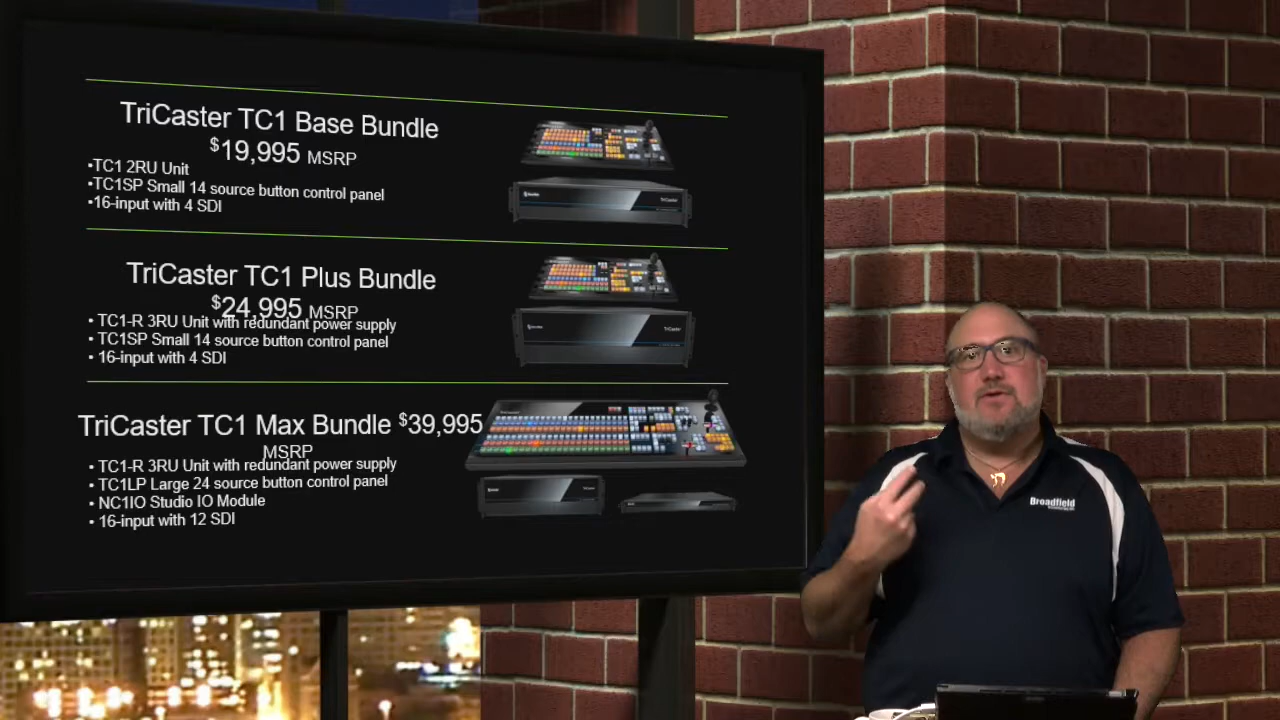 TriCaster TC1 Base Bundle
$19,995 MSRP
•TC1 2RU Unit
•TC1SP Small 14 source button control panel
•16-input with 4 SDI
TriCaster TC1 Plus Bundle
$24,995 MSRP
• TC1-R 3RU Unit with redundant power supply
• TC1SP Small 14 source button control panel
• 16-input with 4 SDI
TriCaster TC1 Max Bundle $39,995
MSRP
• TC1-R 3RU Unit with redundant power supply
• TC1LP Large 24 source button control panel
• NC1IO Studio IO Module
• 16-input with 12 SDI
TriCaster
TriCaster
Broadfield